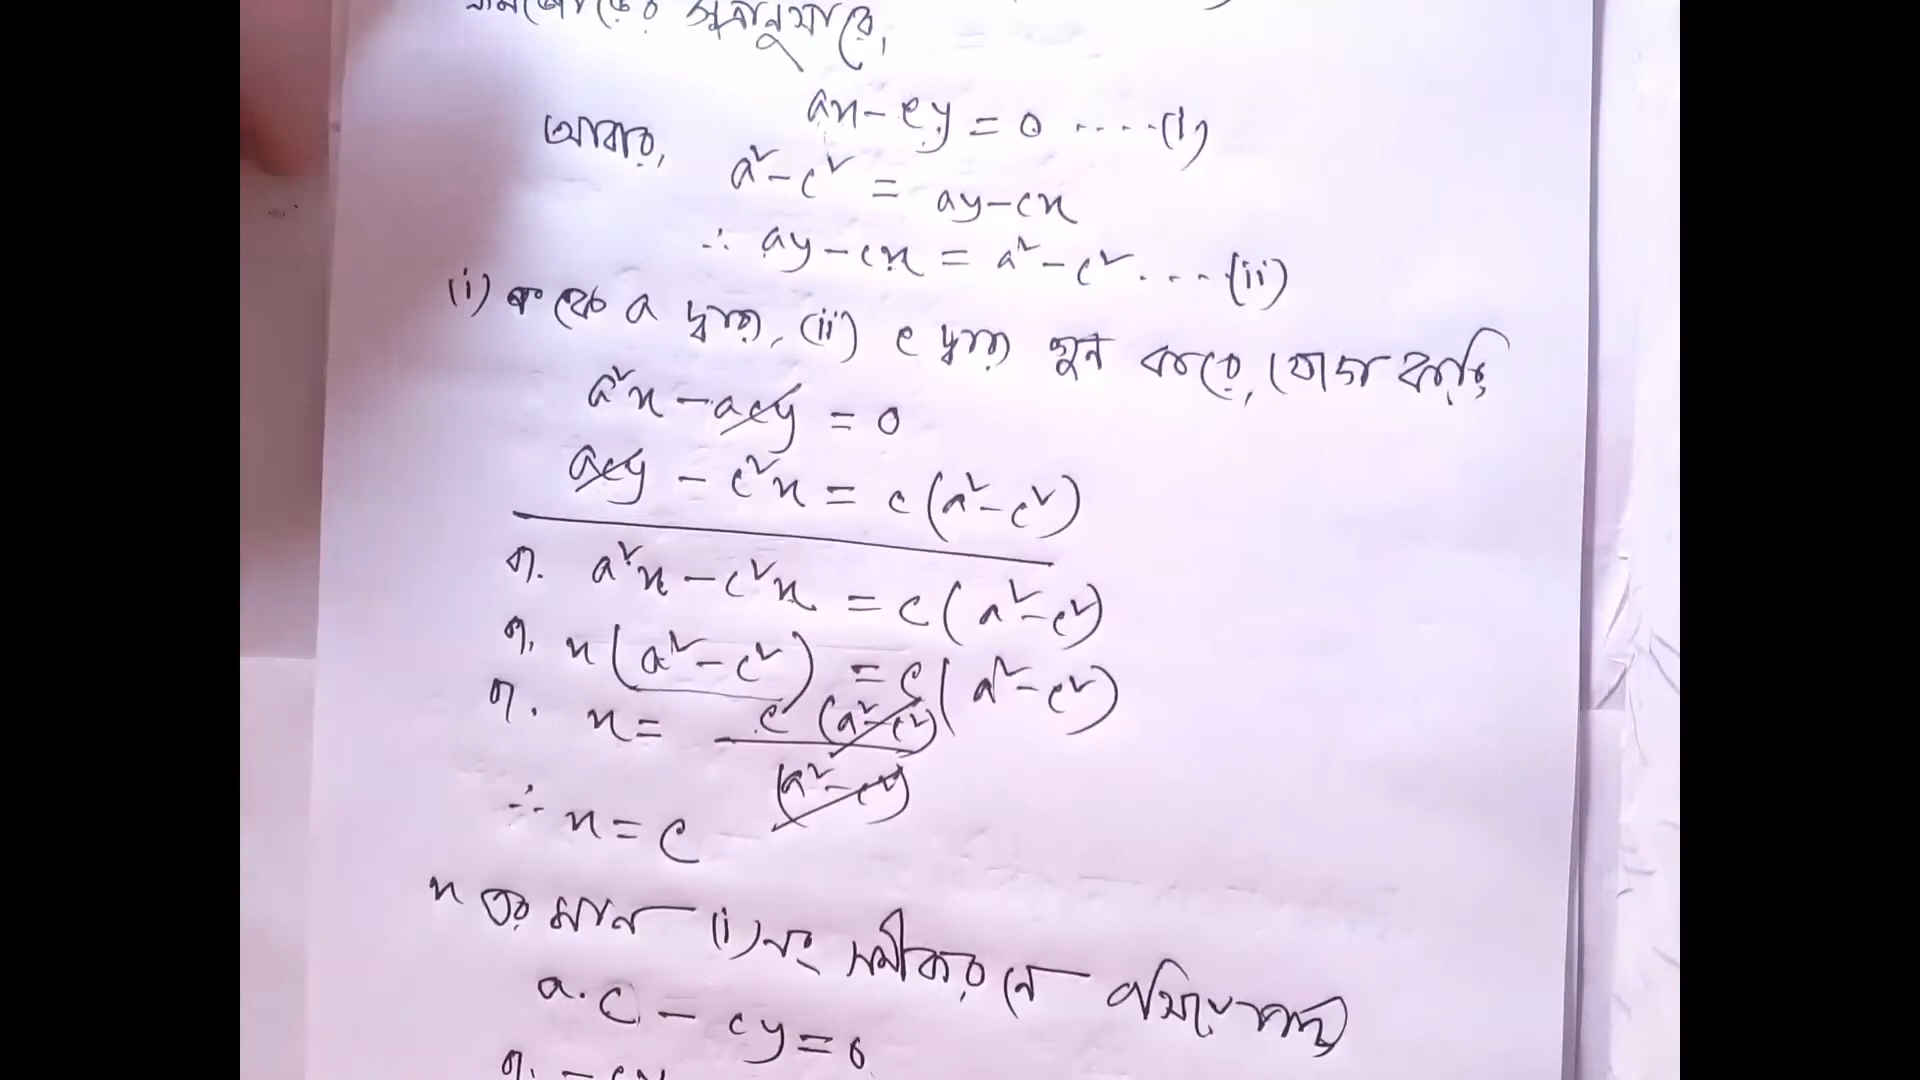 সূত্রানুসারে,
ax - cy = 0 ....(i)
আবার,
a² - c² = ay - cx
∴ ay - cx = a² - c² ....(ii)
(i) নং কে a দ্বারা, (ii) c দ্বারা গুন করে, যোগ করি
a²x - acy = 0
acy - c²x = c(a² - c²)
বা, a²x - c²x = c(a² - c²)
বা, x(a² - c²) = c(a² - c²)
বা, x = c(a² - c²) / (a² - c²)
∴ x = c
x এর মান (i) নং সমীকরণে বসিয়ে পাই
a.c - cy = 0